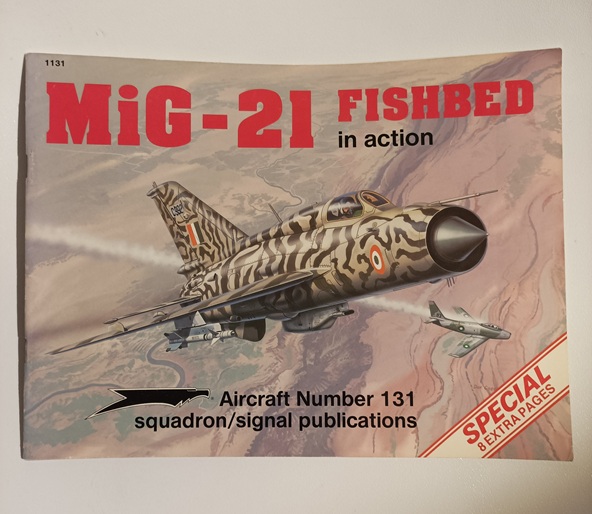 1131
MiG-21 FISHBED
in action
Aircraft Number 131
squadron/signal publications
SPECIAL
8 EXTRA PAGES